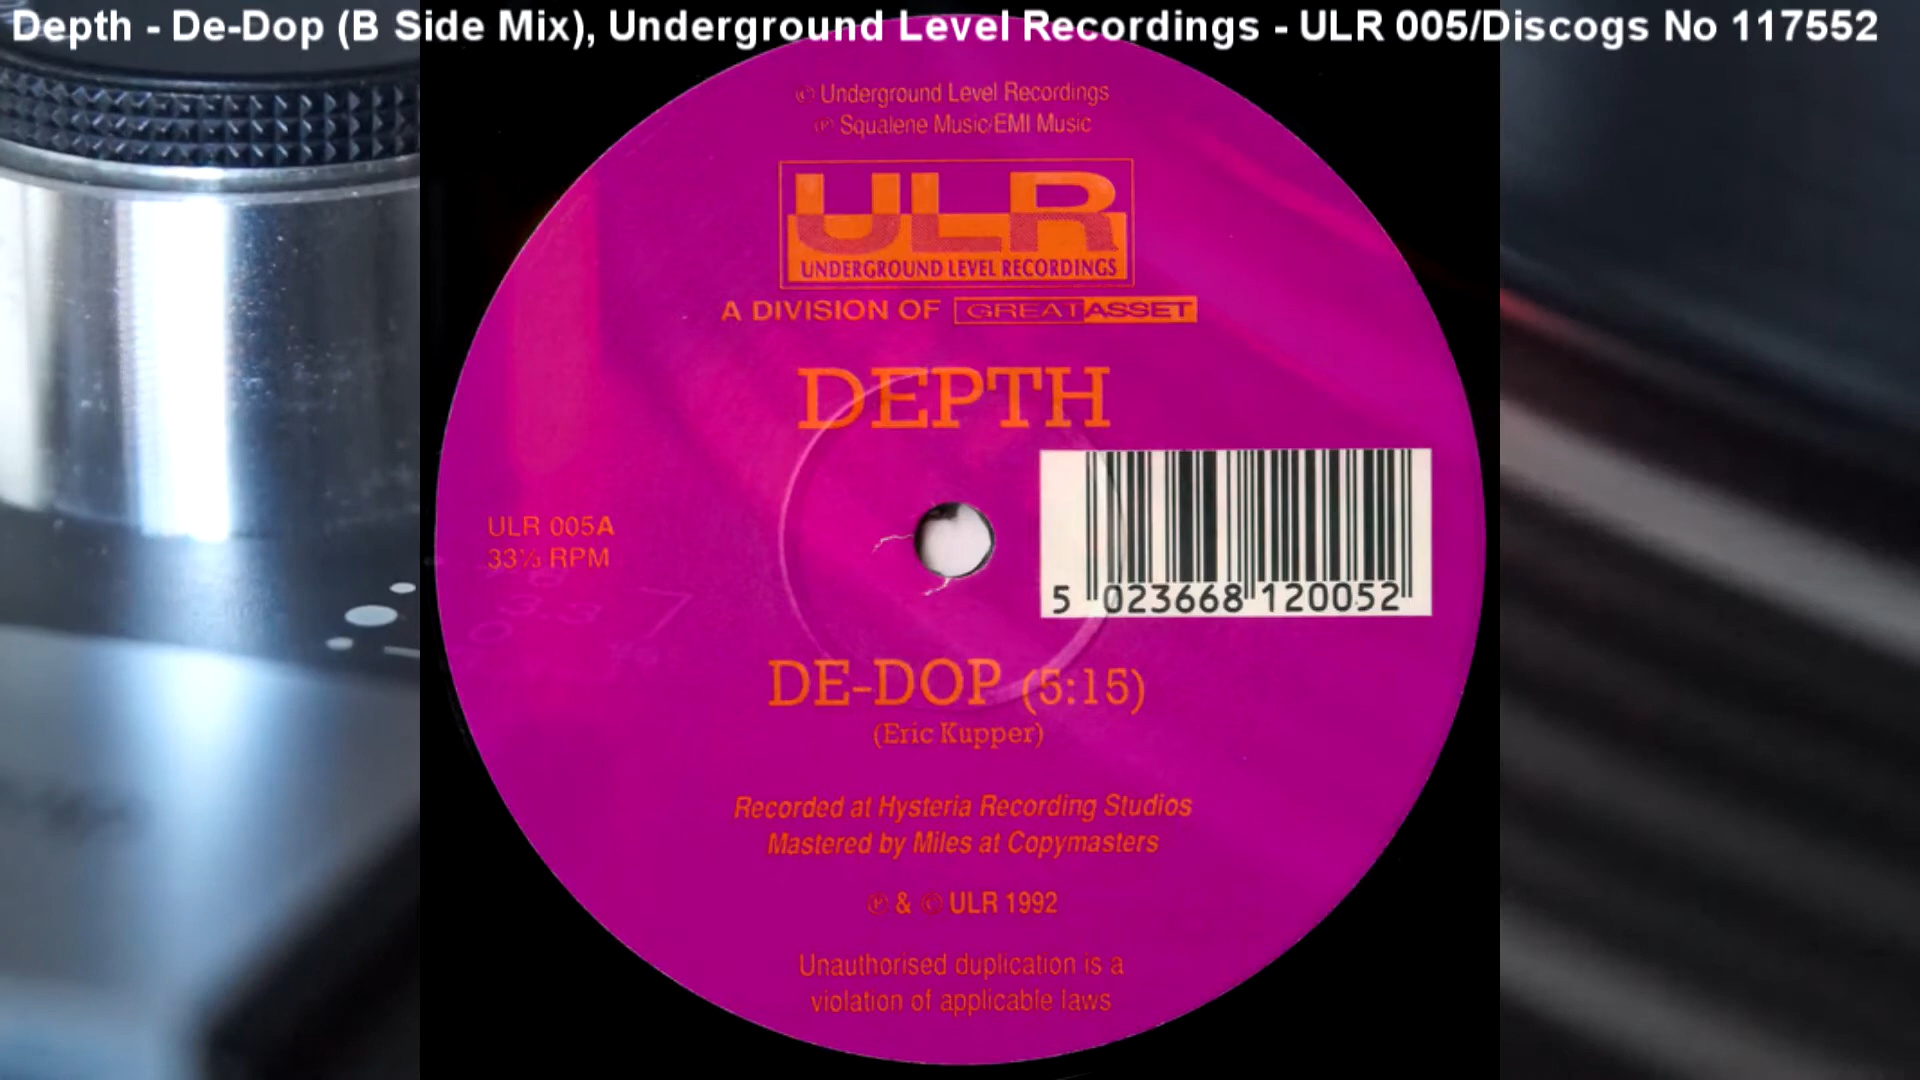 Depth - De-Dop (B Side Mix), Underground Level Recordings - ULR 005/Discogs No 117552
© Underground Level Recordings
℗ Squalene Music/EMI Music
ULR
UNDERGROUND LEVEL RECORDINGS
A DIVISION OF GREAT ASSET
DEPTH
ULR 005A
33⅓ RPM
5 023668 120052
DE-DOP (5:15)
(Eric Kupper)
Recorded at Hysteria Recording Studios
Mastered by Miles at Copymasters
℗ & © ULR 1992
Unauthorised duplication is a
violation of applicable laws